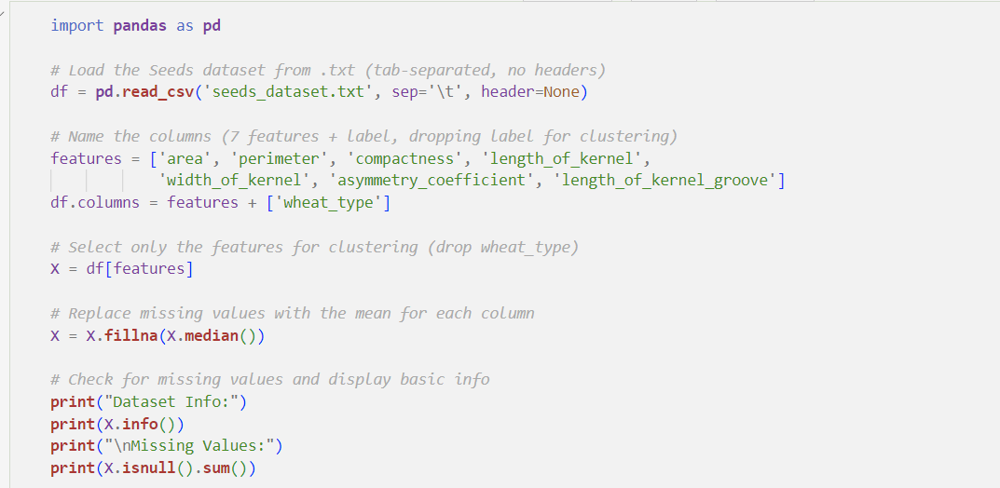 import pandas as pd
# Load the Seeds dataset from .txt (tab-separated, no headers)
df = pd.read_csv('seeds_dataset.txt', sep='\t', header=None)
# Name the columns (7 features + label, dropping label for clustering)
features = ['area', 'perimeter', 'compactness', 'length_of_kernel',
'width_of_kernel', 'asymmetry_coefficient', 'length_of_kernel_groove']
df.columns = features + ['wheat_type']
# Select only the features for clustering (drop wheat_type)
X = df[features]
# Replace missing values with the mean for each column
X = X.fillna(X.median())
# Check for missing values and display basic info
print("Dataset Info:")
print(X.info())
print("\nMissing Values:")
print(X.isnull().sum())